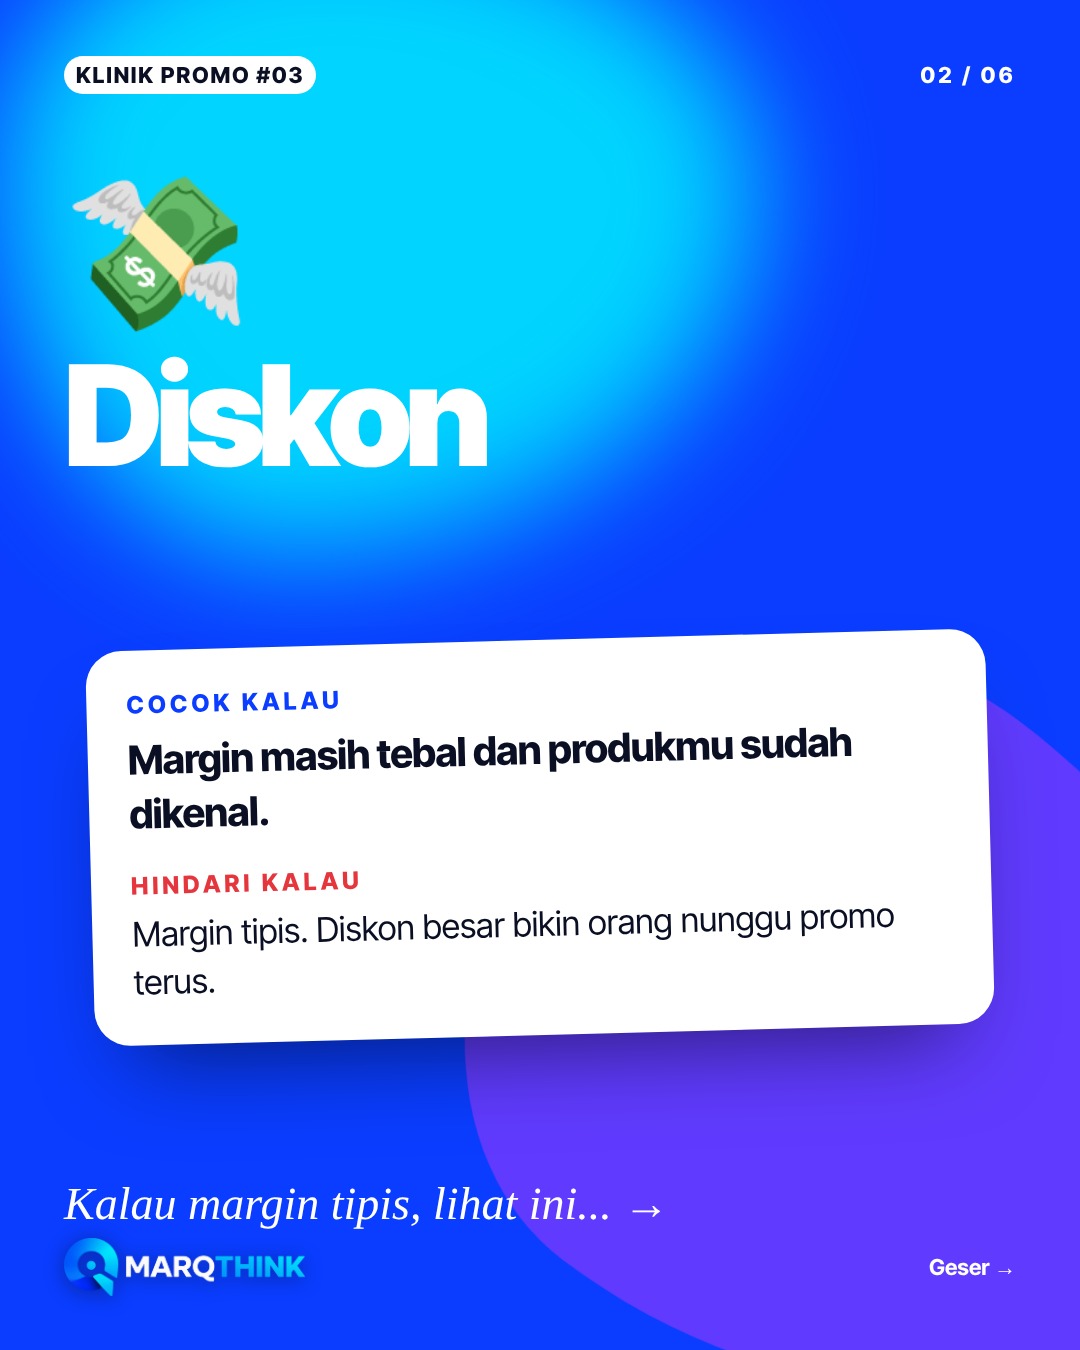 KLINIK PROMO #03
02 / 06
Diskon
COCOK KALAU
Margin masih tebal dan produkmu sudah
dikenal.
HINDARI KALAU
Margin tipis. Diskon besar bikin orang nunggu promo
terus.
Kalau margin tipis, lihat ini... →
MARQTHINK
Geser →